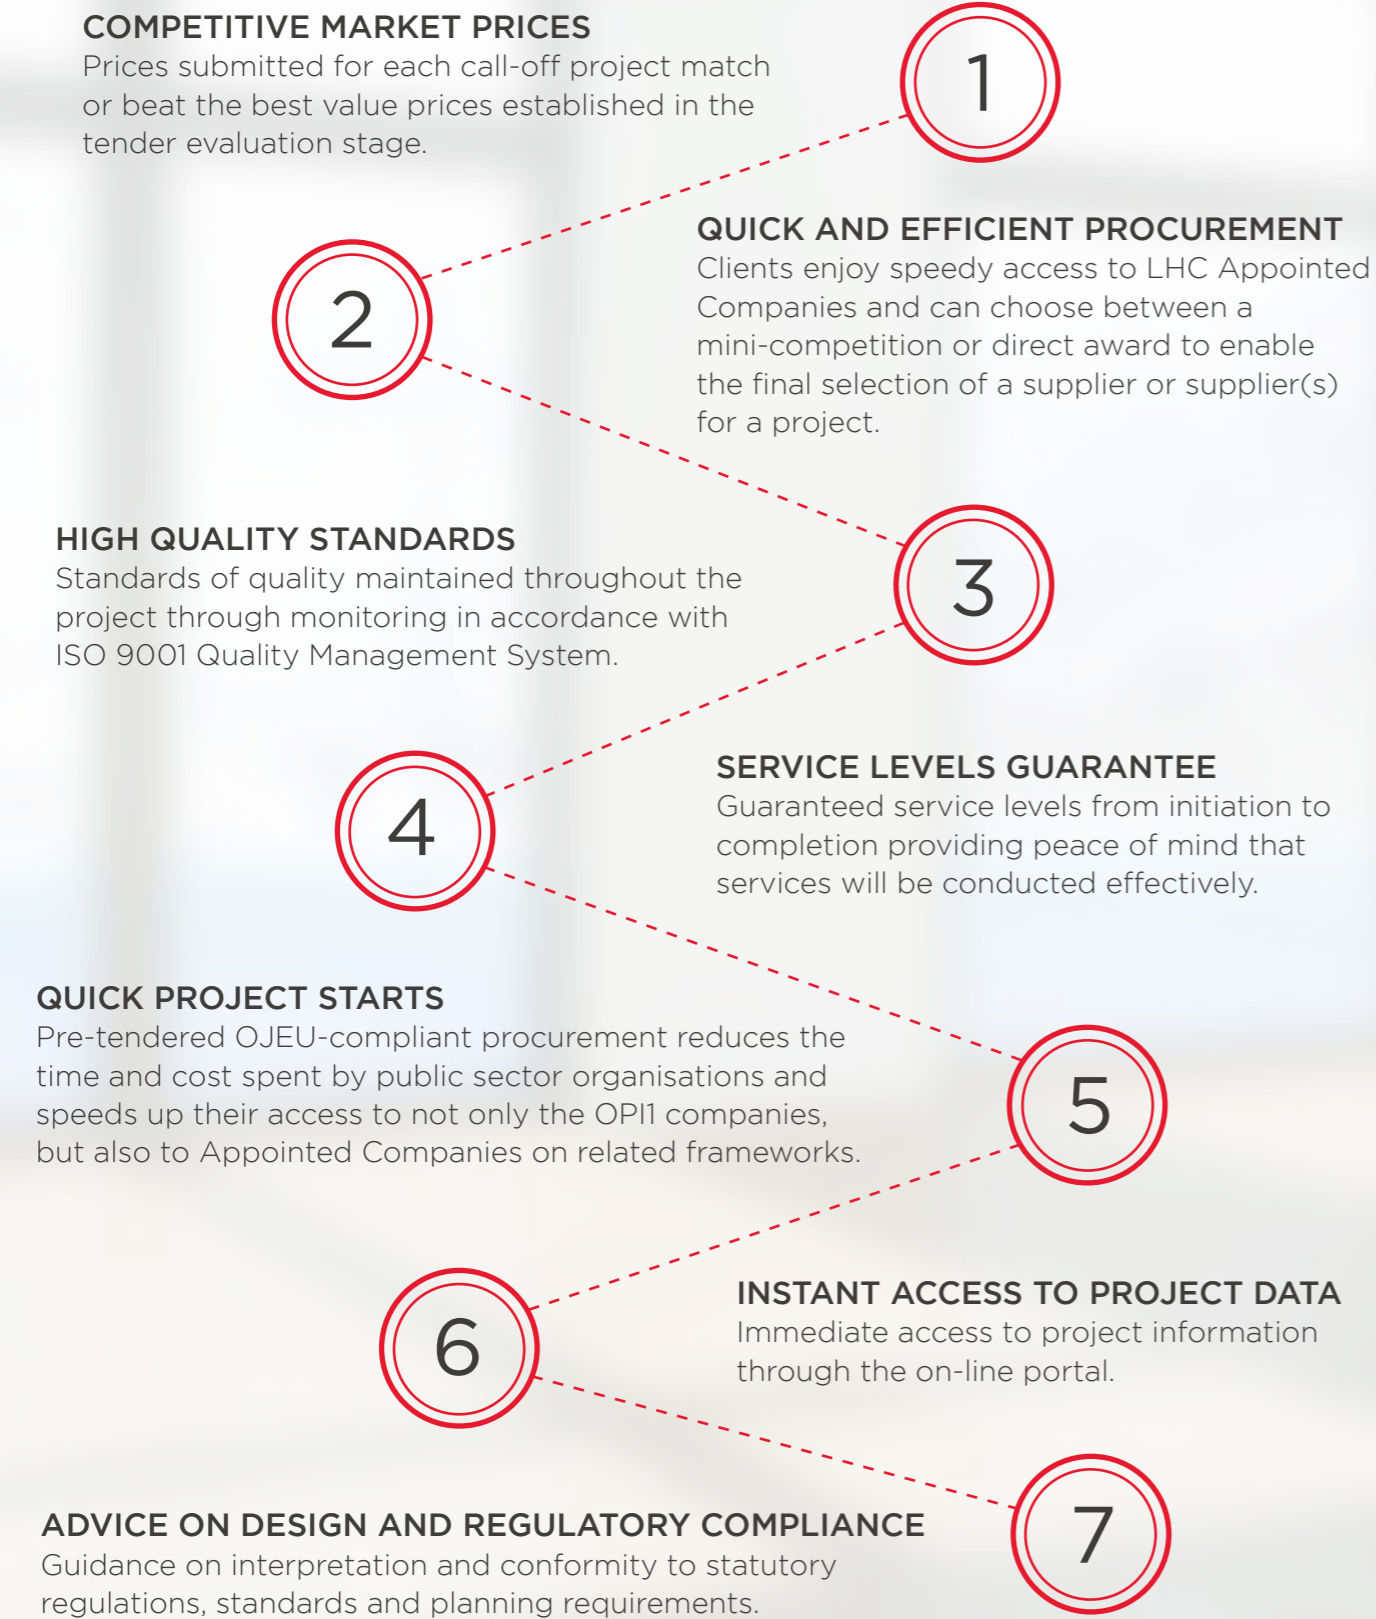 COMPETITIVE MARKET PRICES
Prices submitted for each call-off project match
or beat the best value prices established in the
tender evaluation stage.
1
2
QUICK AND EFFICIENT PROCUREMENT
Clients enjoy speedy access to LHC Appointed
Companies and can choose between a
mini-competition or direct award to enable
the final selection of a supplier or supplier(s)
for a project.
HIGH QUALITY STANDARDS
Standards of quality maintained throughout the
project through monitoring in accordance with
ISO 9001 Quality Management System.
3
4
SERVICE LEVELS GUARANTEE
Guaranteed service levels from initiation to
completion providing peace of mind that
services will be conducted effectively.
QUICK PROJECT STARTS
Pre-tendered OJEU-compliant procurement reduces the
time and cost spent by public sector organisations and
speeds up their access to not only the OPI1 companies,
but also to Appointed Companies on related frameworks.
5
6
INSTANT ACCESS TO PROJECT DATA
Immediate access to project information
through the on-line portal.
ADVICE ON DESIGN AND REGULATORY COMPLIANCE
Guidance on interpretation and conformity to statutory
regulations, standards and planning requirements.
7